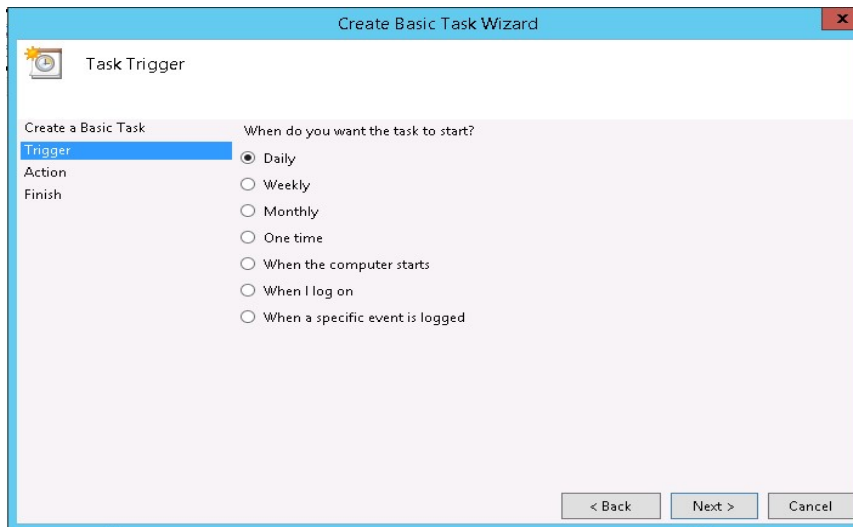 Create Basic Task Wizard
x
Task Trigger
Create a Basic Task
Trigger
Action
Finish
When do you want the task to start?
Daily
Weekly
Monthly
One time
When the computer starts
When I log on
When a specific event is logged
< Back
Next >
Cancel